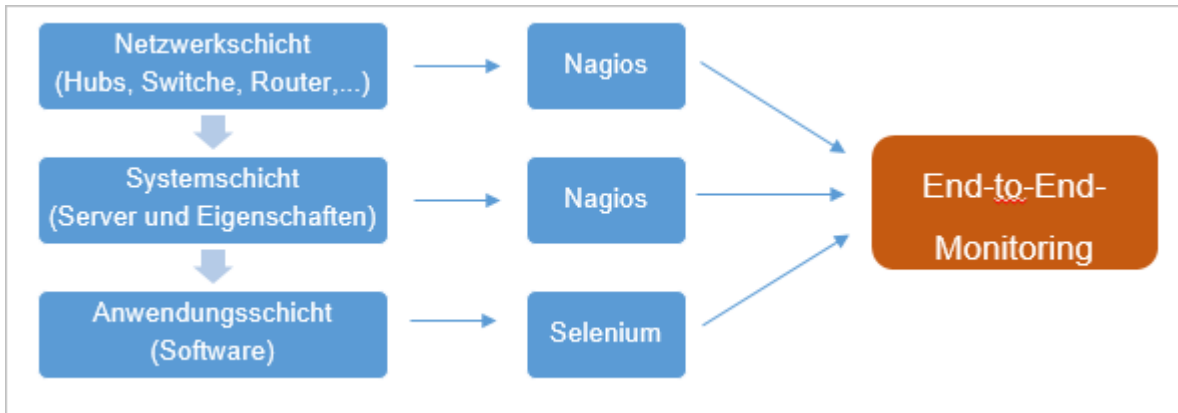 Netzwerkschicht
(Hubs, Switche, Router,...)
Nagios
Systemschicht
(Server und Eigenschaften)
Nagios
Anwendungsschicht
(Software)
Selenium
End-to-End-
Monitoring